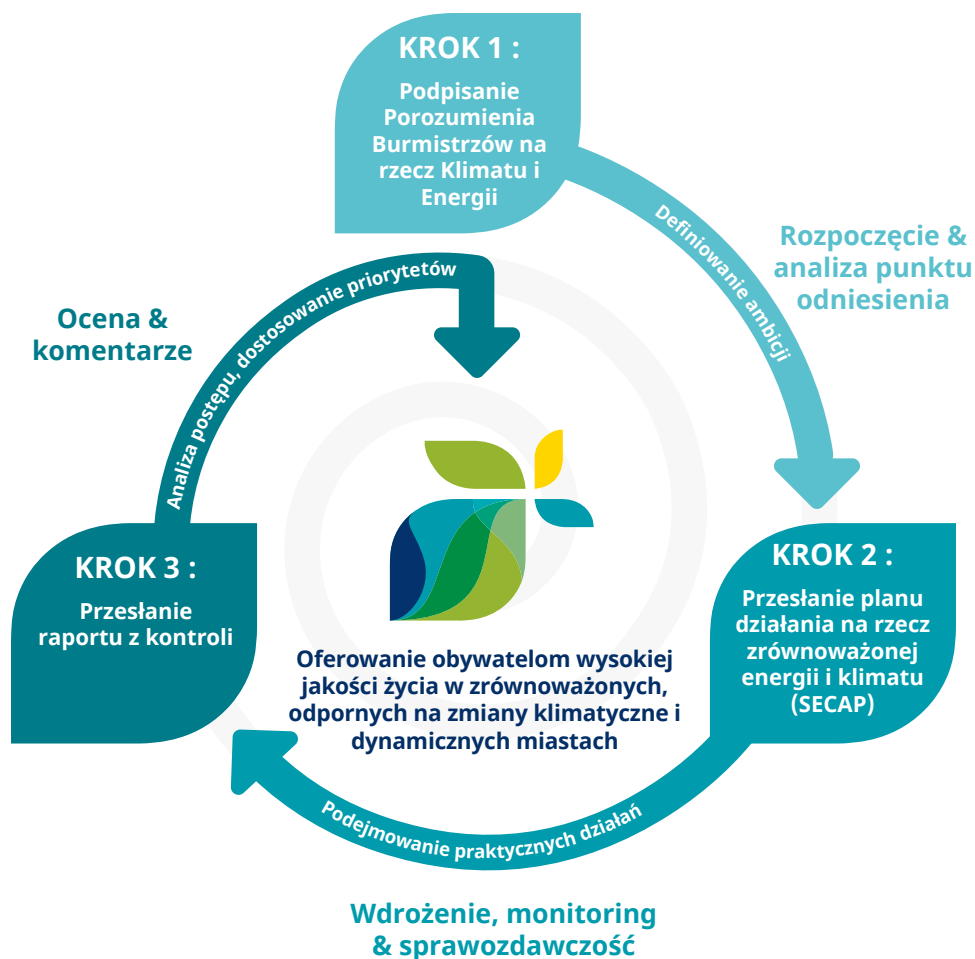 KROK 1 :
Podpisanie
Porozumienia
Burmistrzów na
rzecz Klimatu i
Energii
Definiowanie ambicji
Rozpoczęcie &
analiza punktu
odniesienia
KROK 2 :
Przesłanie planu
działania na rzecz
zrównoważonej
energii i klimatu
(SECAP)
Podejmowanie praktycznych działań
Wdrożenie, monitoring
& sprawozdawczość
KROK 3 :
Przesłanie
raportu z kontroli
Analiza postępu, dostosowanie priorytetów
Ocena &
komentarze
Oferowanie obywatelom wysokiej
jakości życia w zrównoważonych,
odpornych na zmiany klimatyczne i
dynamicznych miastach